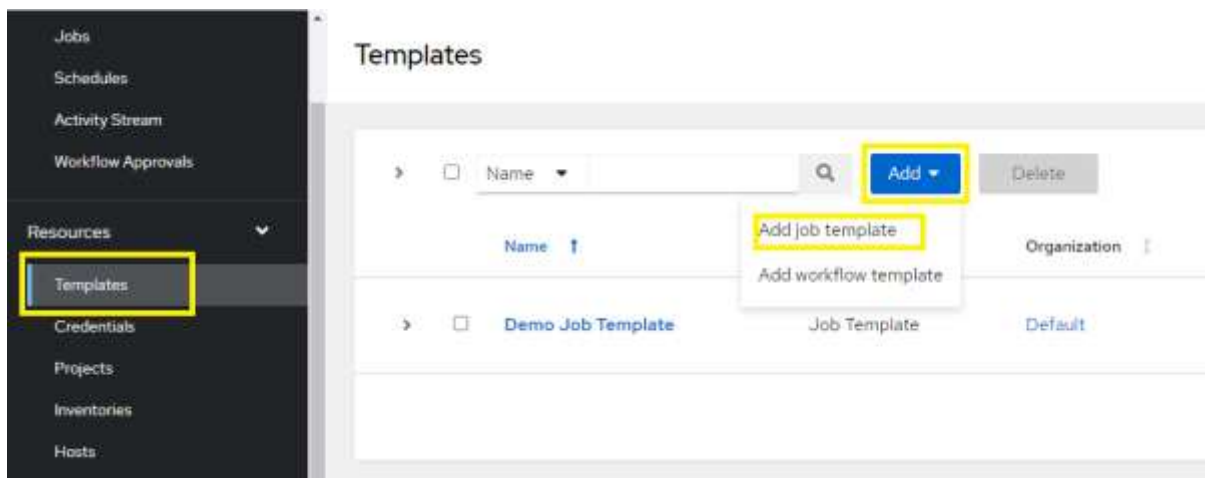 Jobs
Schedules
Activity Stream
Workflow Approvals
Resources
Templates
Credentials
Projects
Inventories
Hosts
Templates
Name Add Delete
Add job template
Add workflow template
Name Organization
Demo Job Template Job Template Default